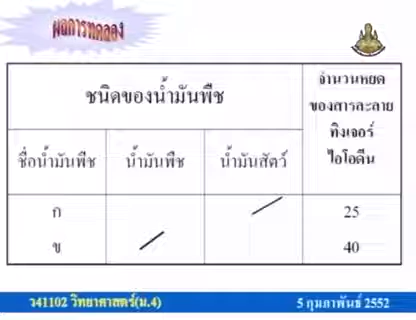 ผลการทดลอง
ชนิดของน้ำมันพืช
จำนวนหยด
ของสารละลาย
ทิงเจอร์
ไอโอดีน
ชื่อน้ำมันพืช น้ำมันพืช น้ำมันสัตว์
ก 25
ข 40
ว41102 วิทยาศาสตร์(ม.4) 5 กุมภาพันธ์ 2552